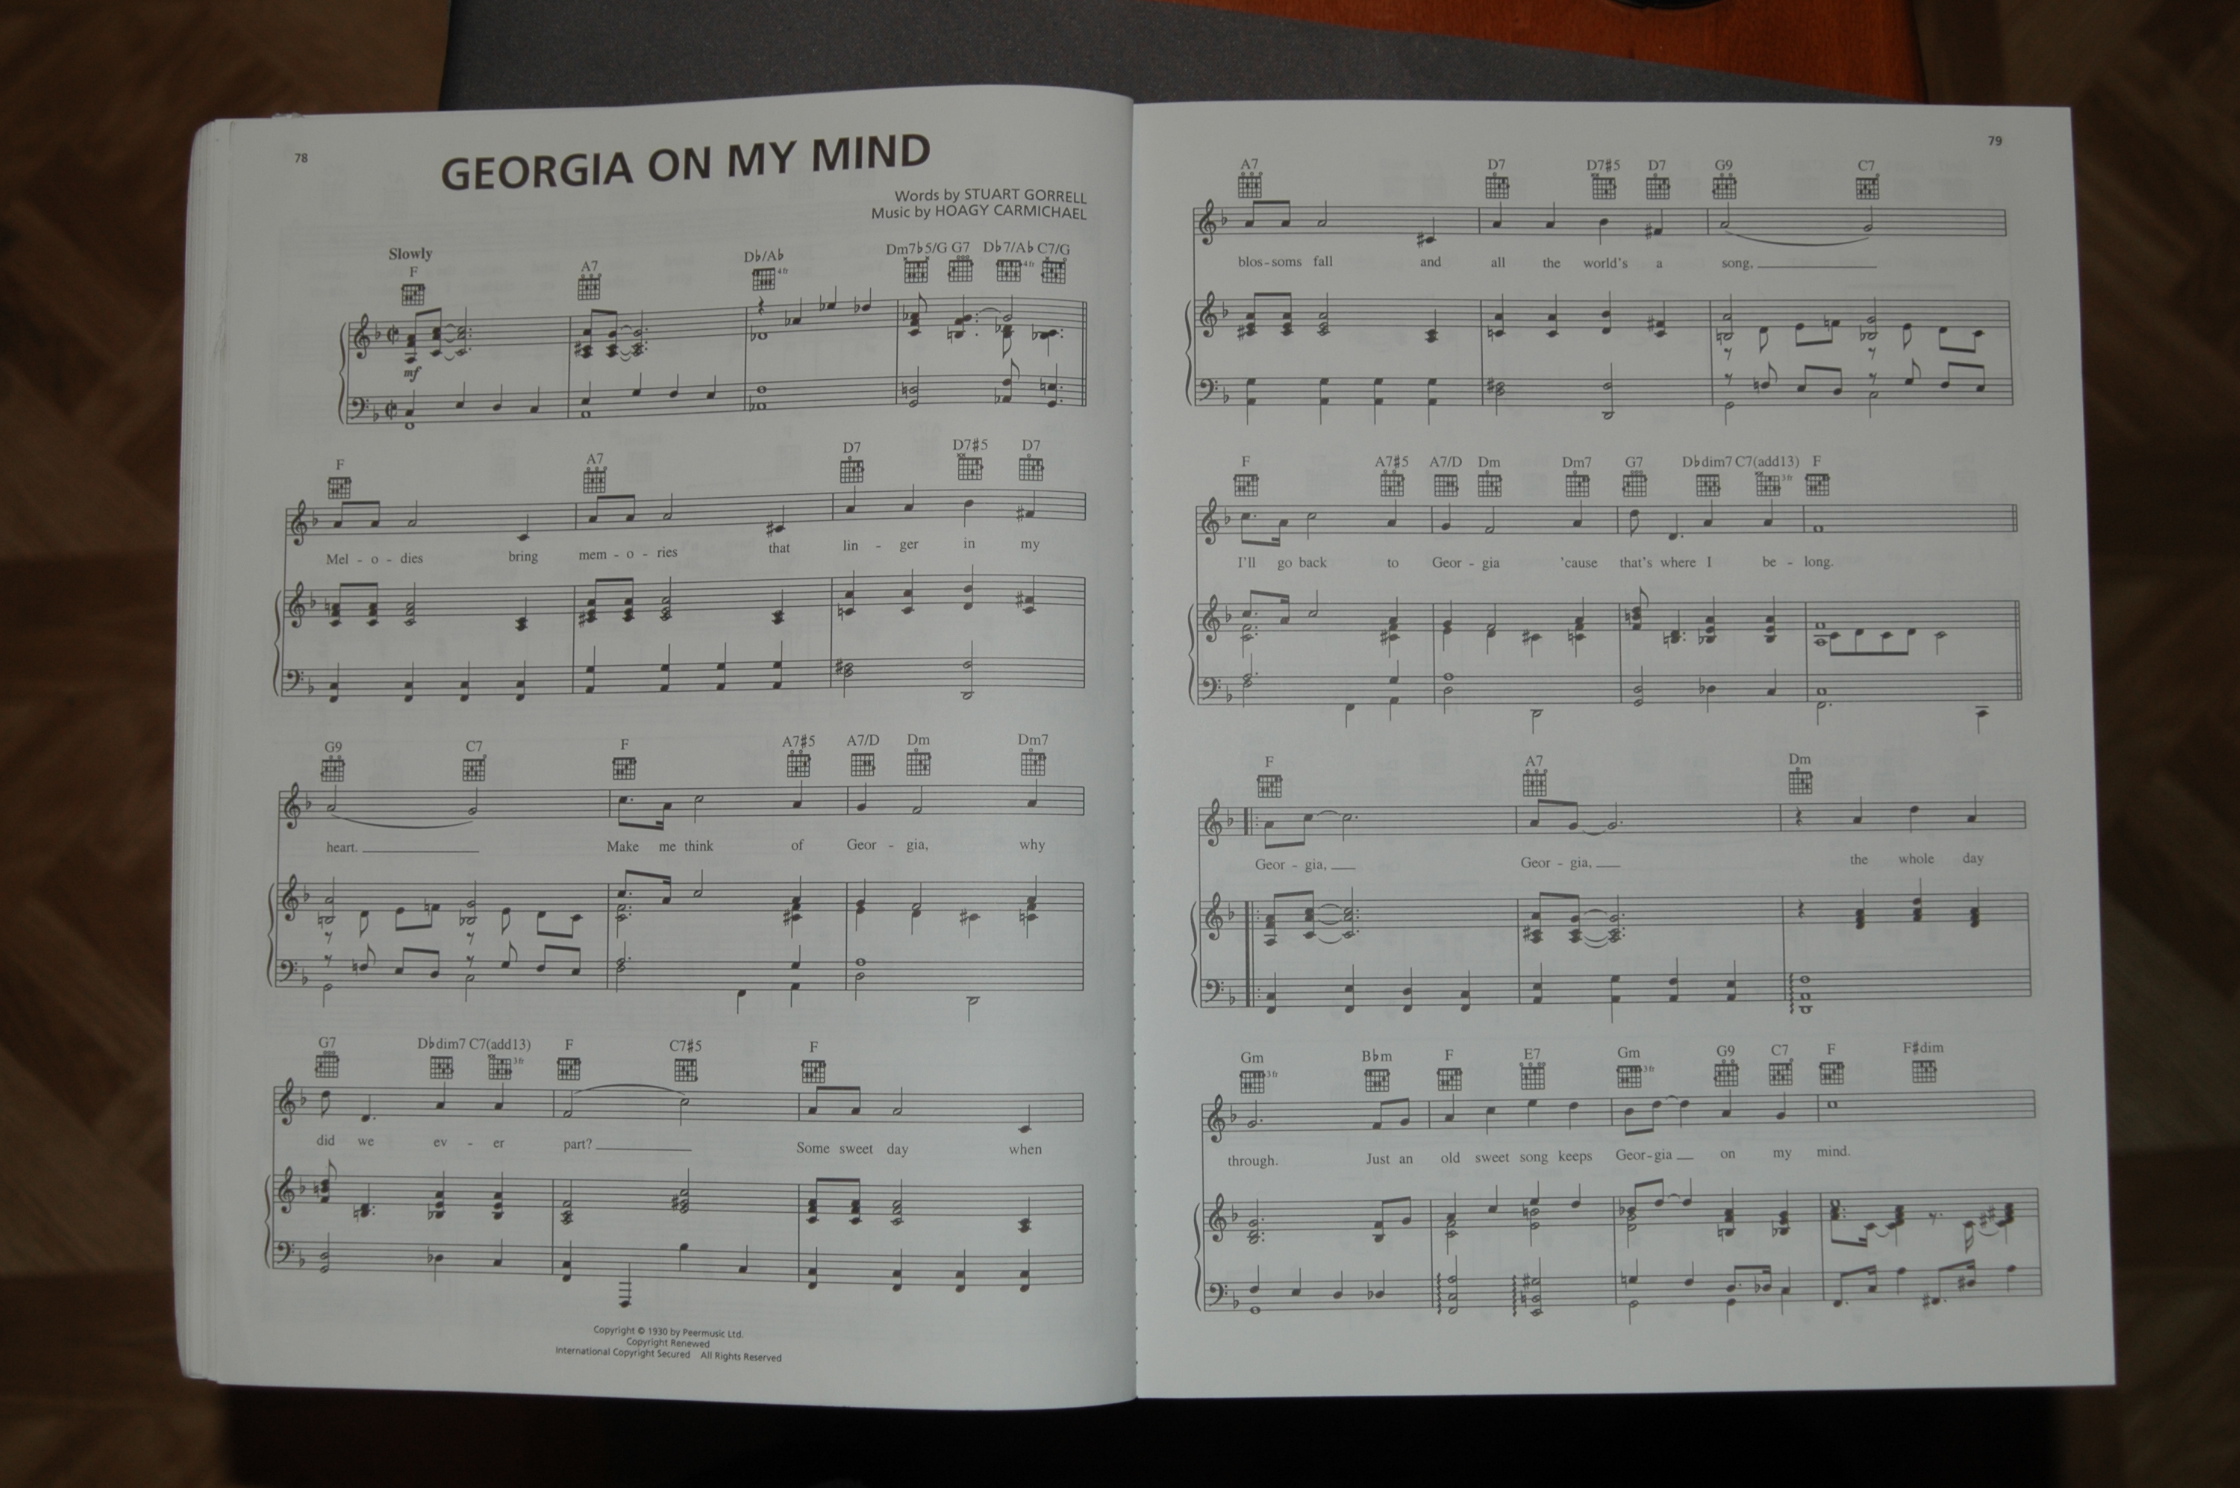 78
GEORGIA ON MY MIND
Words by STUART GORRELL
Music by HOAGY CARMICHAEL
Slowly
F A7 D♭/A♭ 4fr Dm7♭5/G G7 D♭7/A♭ 4fr C7/G
mf
F A7 D7 D7♯5 D7
Mel - o - dies bring mem - o - ries that lin - ger in my
G9 C7 F A7♯5 A7/D Dm Dm7
heart. Make me think of Geor - gia, why
G7 D♭dim7 C7(add13) 3fr F C7♯5 F
did we ev - er part? Some sweet day when
Copyright © 1930 by Peermusic Ltd.
Copyright Renewed
International Copyright Secured All Rights Reserved
79
A7 D7 D7♯5 D7 G9 C7
blos - soms fall and all the world's a song,
F A7♯5 A7/D Dm Dm7 G7 D♭dim7 C7(add13) 3fr F
I'll go back to Geor - gia 'cause that's where I be - long.
F A7 Dm
Geor - gia, Geor - gia, the whole day
Gm 3fr B♭m F E7 Gm 3fr G9 C7 F F♯dim
through. Just an old sweet song keeps Geor - gia on my mind.